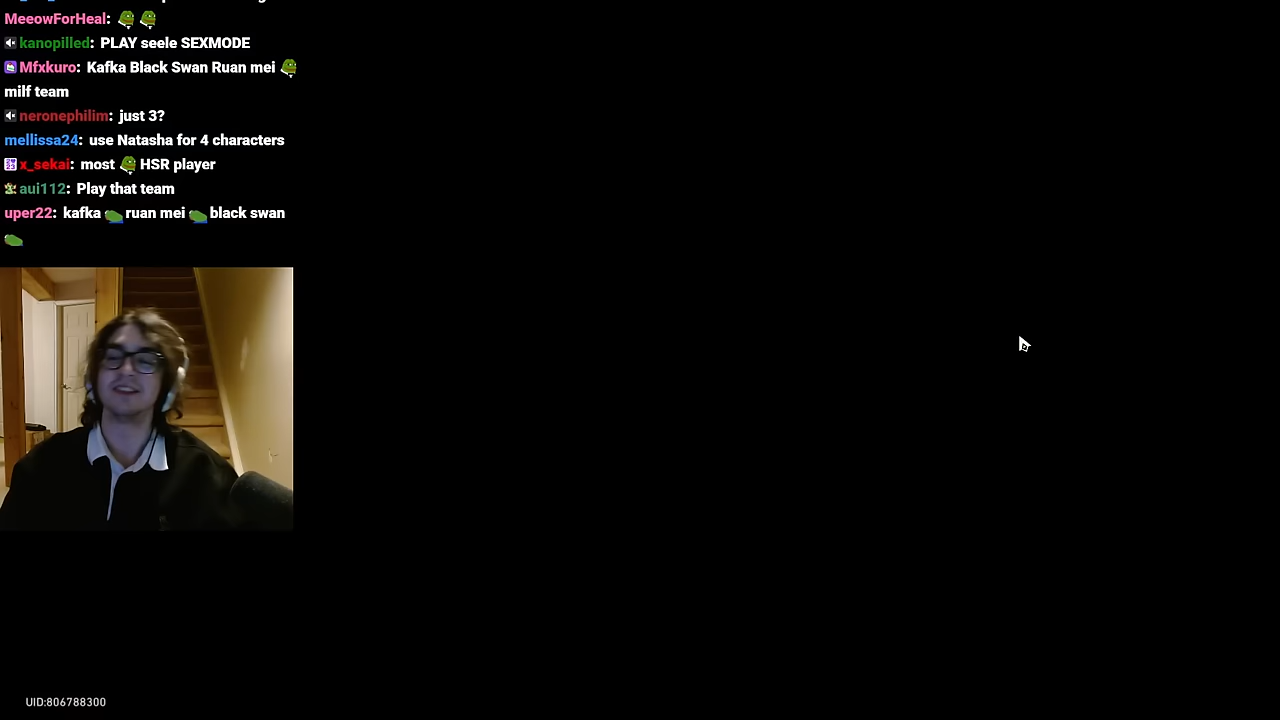 MeeowForHeal:
kanopilled: PLAY seele SEXMODE
Mfxkuro: Kafka Black Swan Ruan mei
milf team
neronephilim: just 3?
mellissa24: use Natasha for 4 characters
x_sekai: most HSR player
aui112: Play that team
uper22: kafka ruan mei black swan
UID:806788300